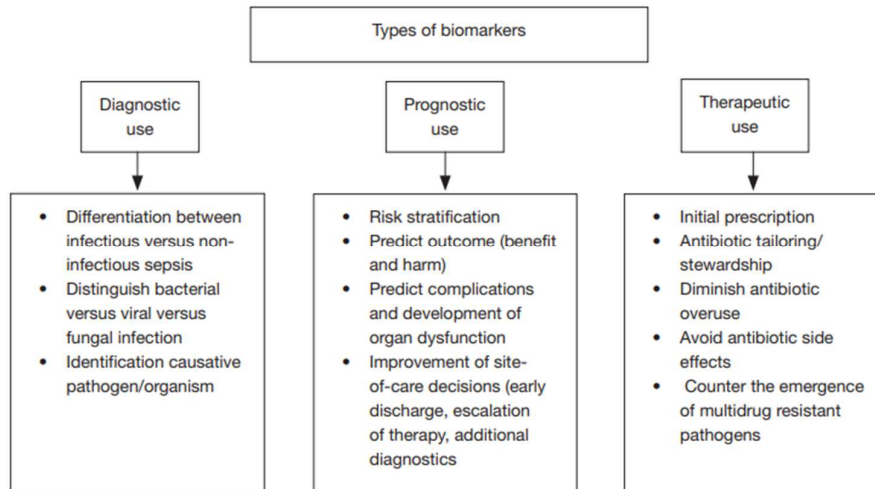 Types of biomarkers
Diagnostic
use
Prognostic
use
Therapeutic
use
• Differentiation between
infectious versus non-
infectious sepsis
• Distinguish bacterial
versus viral versus
fungal infection
• Identification causative
pathogen/organism
• Risk stratification
• Predict outcome (benefit
and harm)
• Predict complications
and development of
organ dysfunction
• Improvement of site-
of-care decisions (early
discharge, escalation
of therapy, additional
diagnostics
• Initial prescription
• Antibiotic tailoring/
stewardship
• Diminish antibiotic
overuse
• Avoid antibiotic side
effects
• Counter the emergence
of multidrug resistant
pathogens